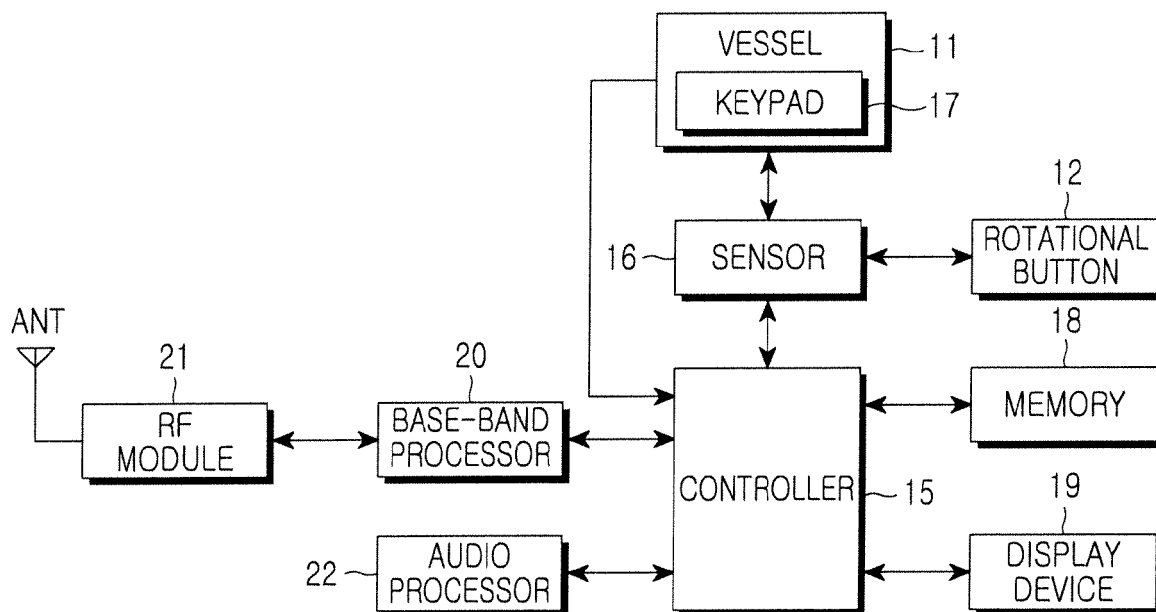 VESSEL
11
KEYPAD
17
12
16
SENSOR
ROTATIONAL
BUTTON
ANT
21
20
18
RF
MODULE
BASE-BAND
PROCESSOR
MEMORY
CONTROLLER
15
19
22
AUDIO
PROCESSOR
DISPLAY
DEVICE